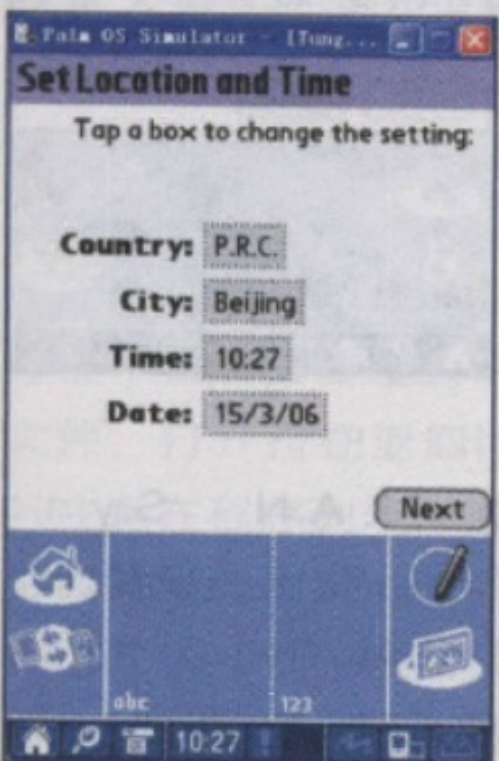 Palm OS Simulator - [Tung...
Set Location and Time
Tap a box to change the setting:
Country: P.R.C.
City: Beijing
Time: 10:27
Date: 15/3/06
Next
abc 123
10:27